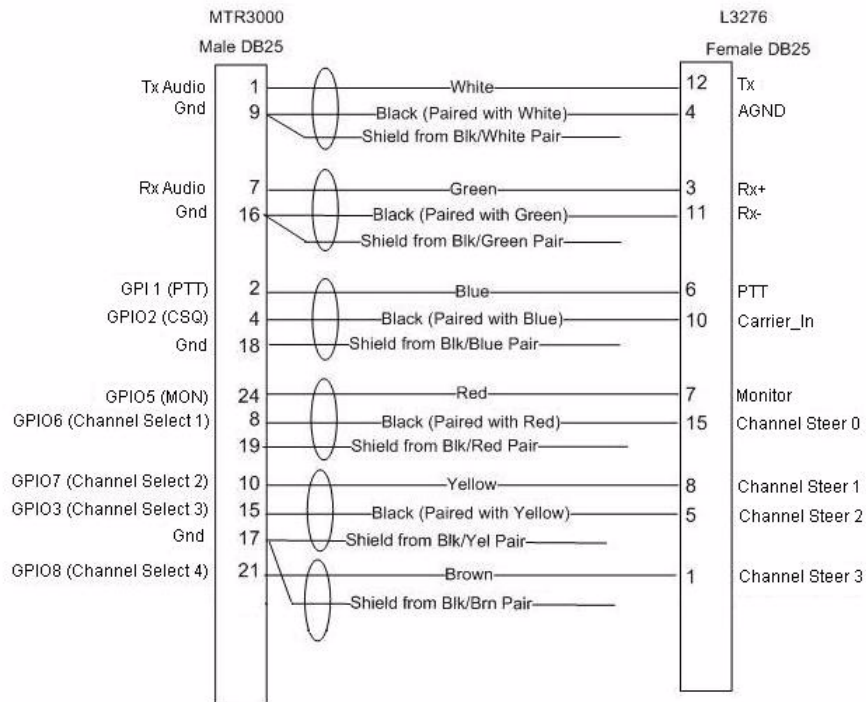 MTR3000 L3276
Male DB25 Female DB25
Tx Audio 1 White 12 Tx
Gnd 9 Black (Paired with White) 4 AGND
Shield from Blk/White Pair
Rx Audio 7 Green 3 Rx+
Gnd 16 Black (Paired with Green) 11 Rx-
Shield from Blk/Green Pair
GPI 1 (PTT) 2 Blue 6 PTT
GPIO2 (CSQ) 4 Black (Paired with Blue) 10 Carrier_In
Gnd 18 Shield from Blk/Blue Pair
GPIO5 (MON) 24 Red 7 Monitor
GPIO6 (Channel Select 1) 8 Black (Paired with Red) 15 Channel Steer 0
19 Shield from Blk/Red Pair
GPIO7 (Channel Select 2) 10 Yellow 8 Channel Steer 1
GPIO3 (Channel Select 3) 15 Black (Paired with Yellow) 5 Channel Steer 2
Gnd 17 Shield from Blk/Yel Pair
GPIO8 (Channel Select 4) 21 Brown 1 Channel Steer 3
Shield from Blk/Brn Pair